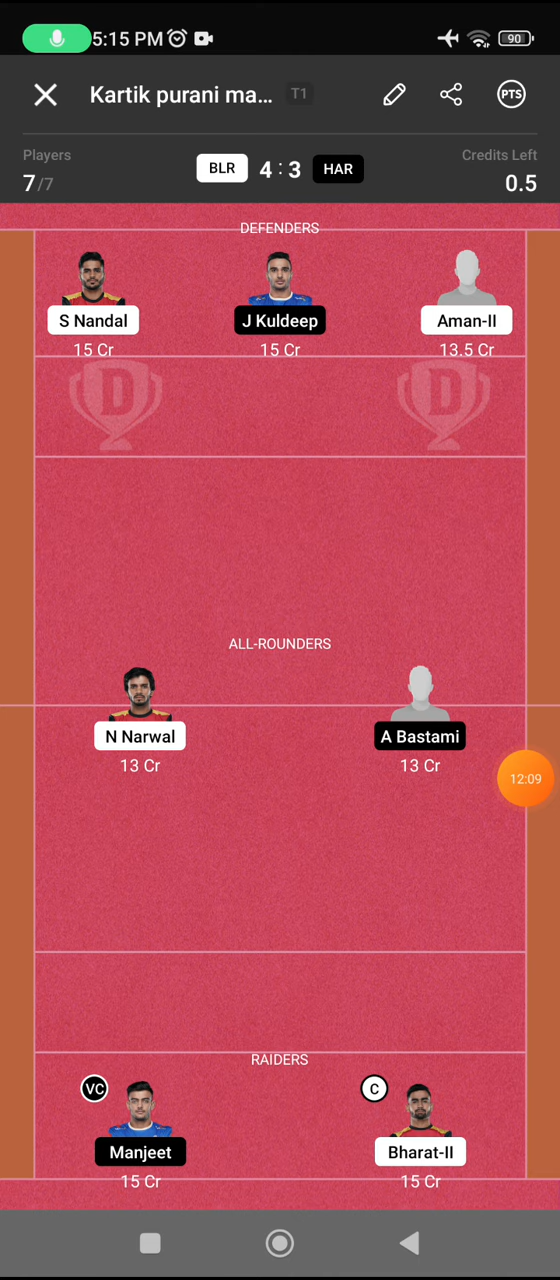 5:15 PM
90
Kartik purani ma... T1
PTS
Players
Credits Left
7/7
BLR 4 : 3 HAR
0.5
DEFENDERS
S Nandal
J Kuldeep
Aman-II
15 Cr
15 Cr
13.5 Cr
D
D
ALL-ROUNDERS
N Narwal
A Bastami
13 Cr
13 Cr
12:09
RAIDERS
VC
C
Manjeet
Bharat-II
15 Cr
15 Cr